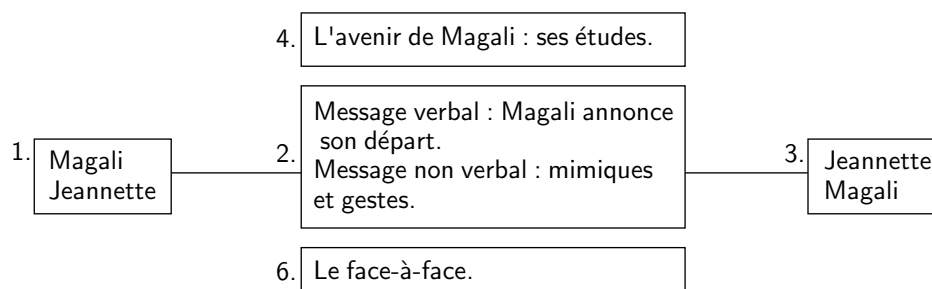 4. L'avenir de Magali : ses études.
1. Magali
Jeannette
2. Message verbal : Magali annonce
son départ.
Message non verbal : mimiques
et gestes.
3. Jeannette
Magali
6. Le face-à-face.